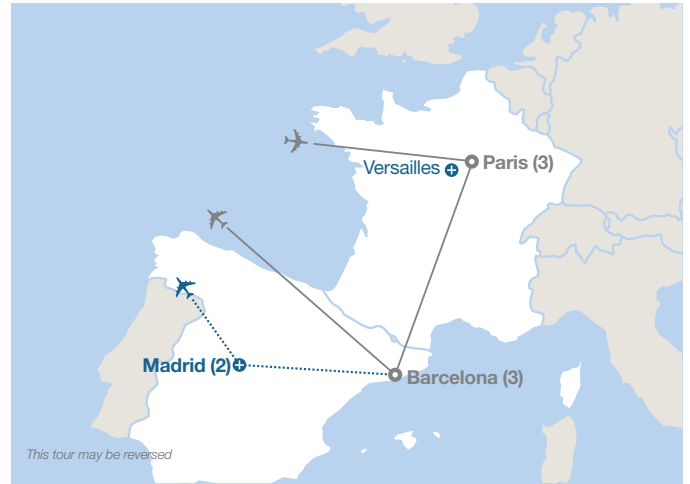 Versailles
Paris (3)
Madrid (2)
Barcelona (3)
This tour may be reversed